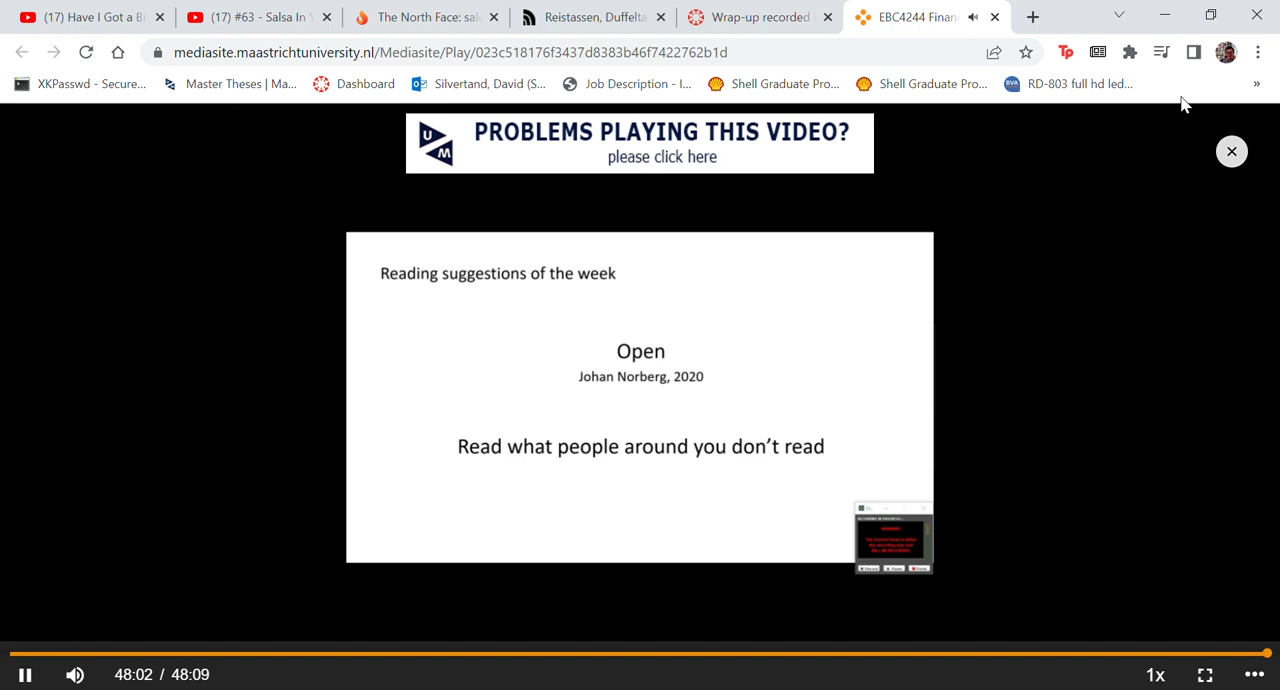 (17) Have I Got a B
(17) #63 - Salsa In Y
The North Face: sal
Reistassen, Duffelta
Wrap-up recorded
EBC4244 Finan
mediasite.maastrichtuniversity.nl/Mediasite/Play/023c518176f3437d8383b46f7422762b1d
XKPasswd - Secure...
Master Theses | Ma...
Dashboard
Silvertand, David (S...
Job Description - I...
Shell Graduate Pro...
Shell Graduate Pro...
RD-803 full hd led...
»
UM
PROBLEMS PLAYING THIS VIDEO?
please click here
Reading suggestions of the week
Open
Johan Norberg, 2020
Read what people around you don't read
48:02 / 48:09
1x